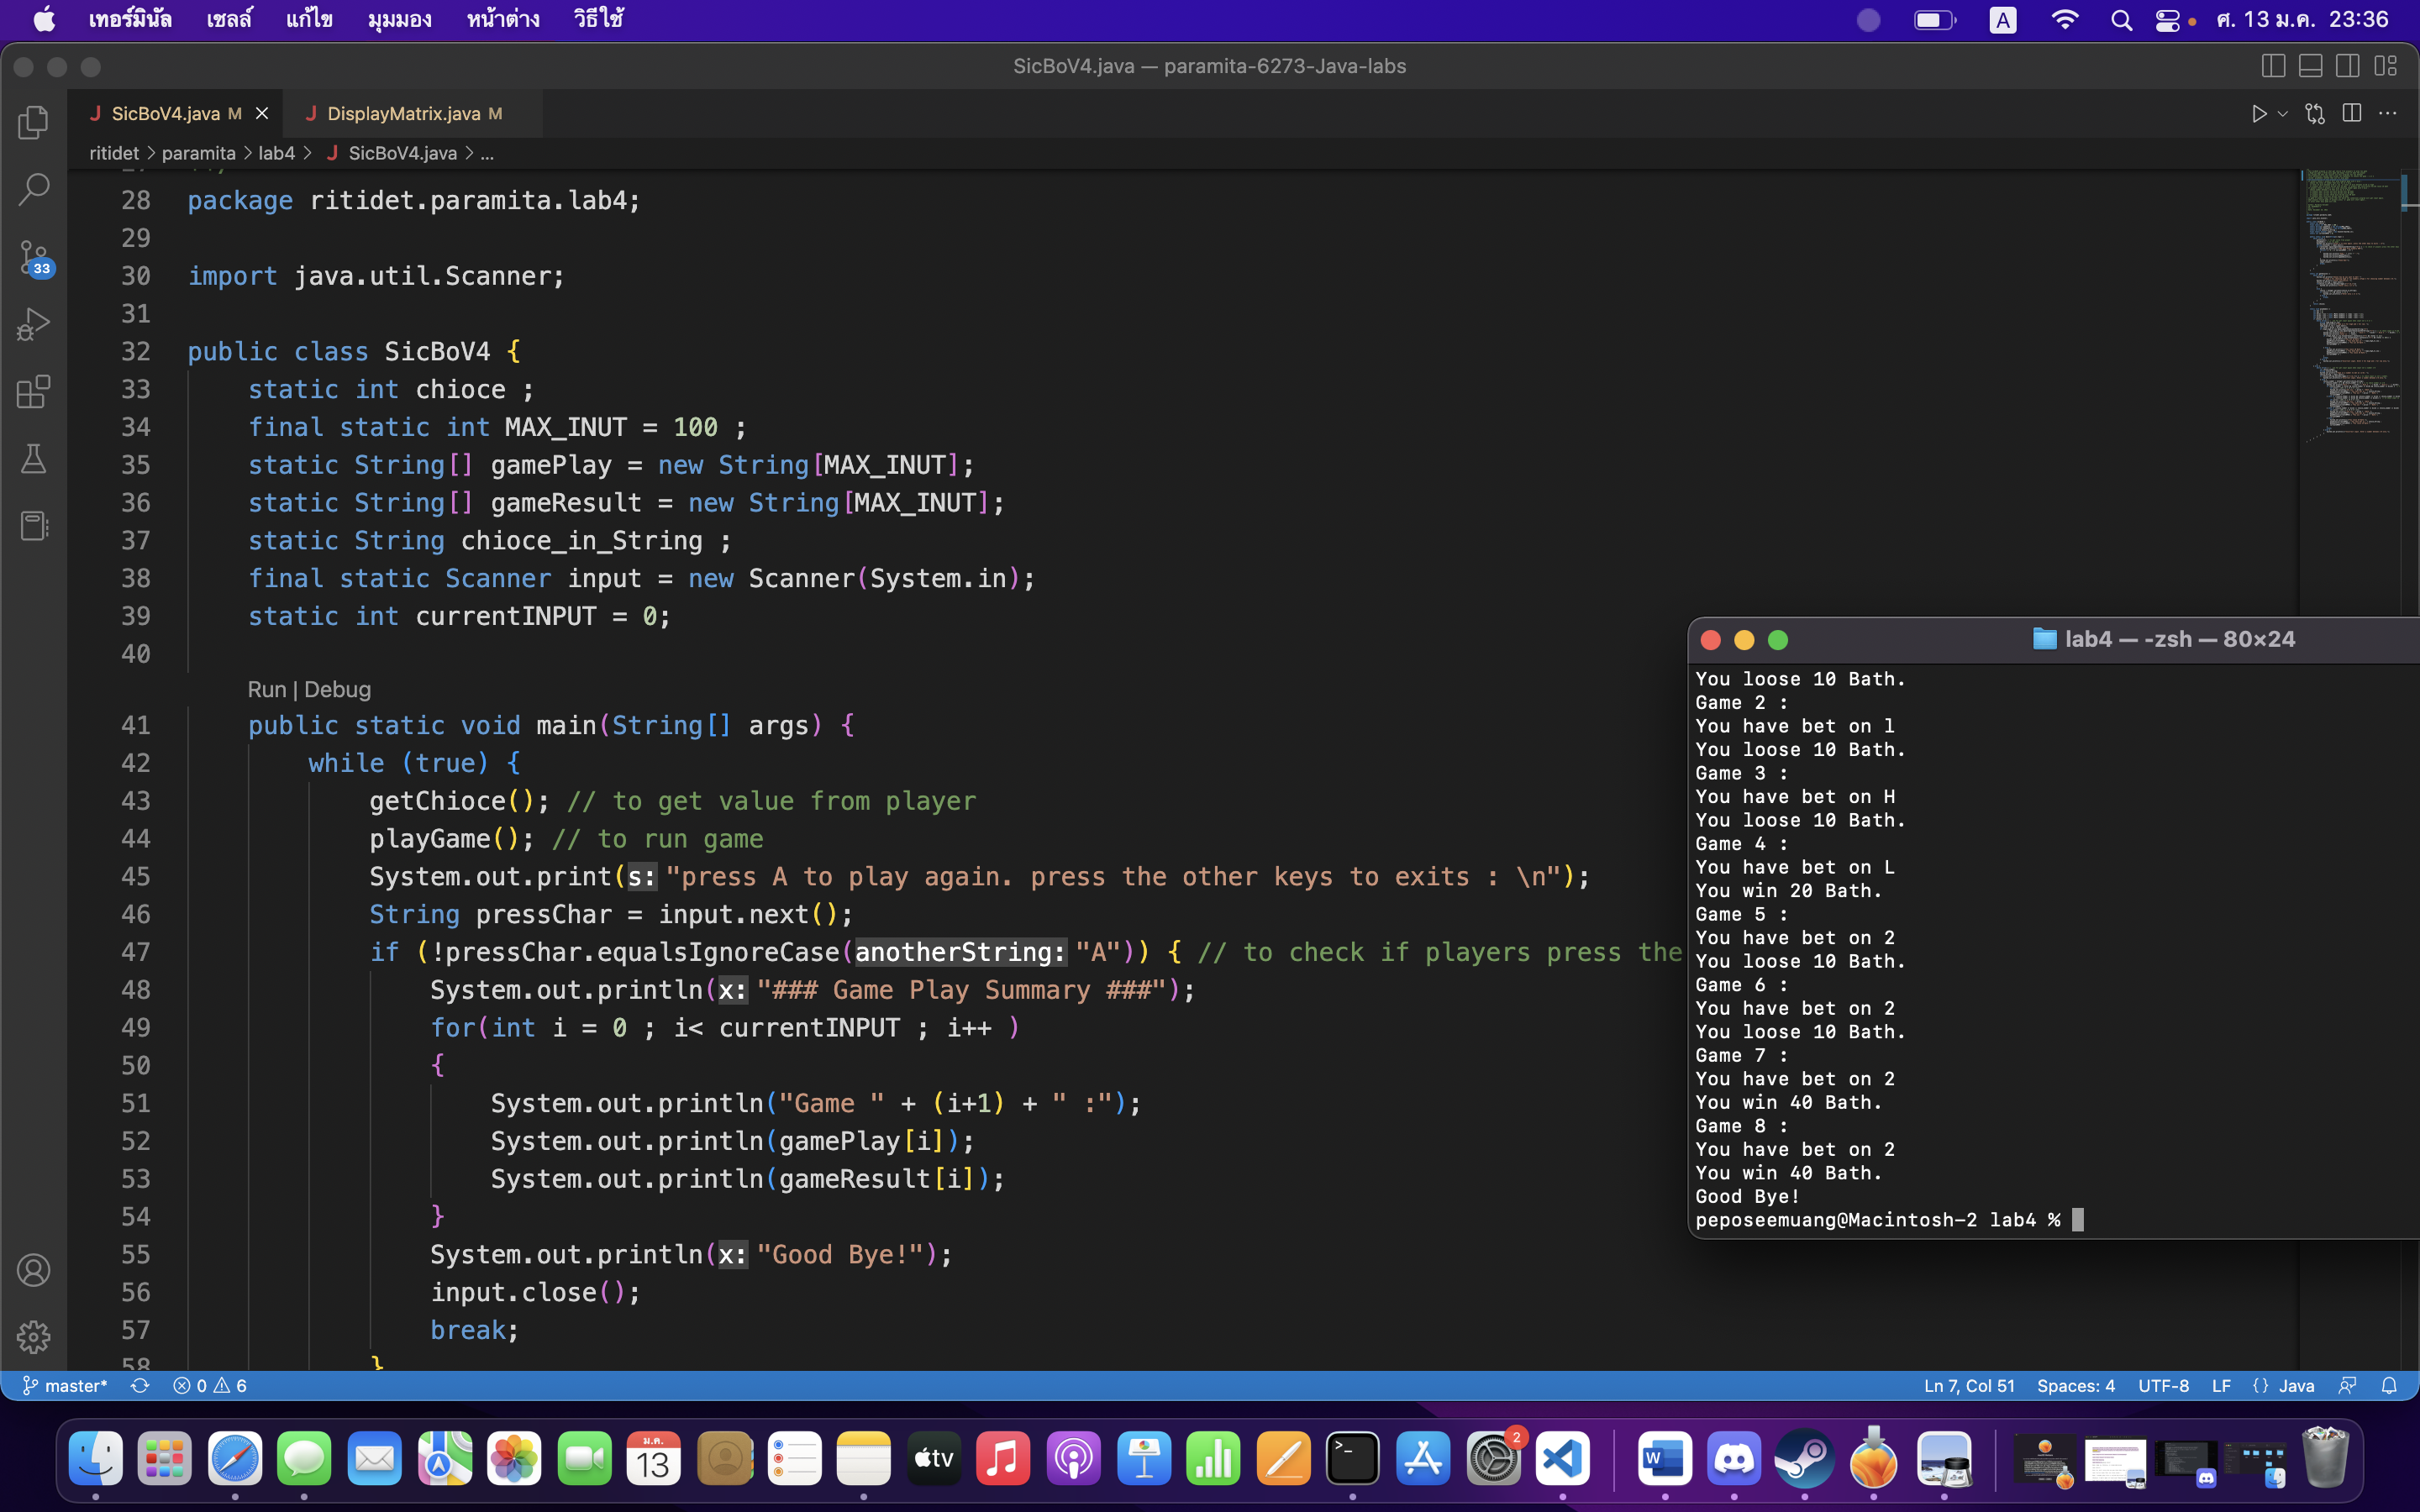 เทอร์มินัล เชลล์ แก้ไข มุมมอง หน้าต่าง วิธีใช้ A ศ. 13 ม.ค. 23:36
SicBoV4.java — paramita-6273-Java-labs
J SicBoV4.java M J DisplayMatrix.java M
ritidet > paramita > lab4 > J SicBoV4.java > ...
28 package ritidet.paramita.lab4;
29
30 import java.util.Scanner;
31
32 public class SicBoV4 {
33 static int chioce ;
34 final static int MAX_INUT = 100 ;
35 static String[] gamePlay = new String[MAX_INUT];
36 static String[] gameResult = new String[MAX_INUT];
37 static String chioce_in_String ;
38 final static Scanner input = new Scanner(System.in);
39 static int currentINPUT = 0;
40
Run | Debug
41 public static void main(String[] args) {
42 while (true) {
43 getChioce(); // to get value from player
44 playGame(); // to run game
45 System.out.print(s: "press A to play again. press the other keys to exits : \n");
46 String pressChar = input.next();
47 if (!pressChar.equalsIgnoreCase(anotherString: "A")) { // to check if players press the
48 System.out.println(x: "### Game Play Summary ###");
49 for(int i = 0 ; i< currentINPUT ; i++ )
50 {
51 System.out.println("Game " + (i+1) + " :");
52 System.out.println(gamePlay[i]);
53 System.out.println(gameResult[i]);
54 }
55 System.out.println(x: "Good Bye!");
56 input.close();
57 break;
58 }
33
lab4 — -zsh — 80×24
You loose 10 Bath.
Game 2 :
You have bet on l
You loose 10 Bath.
Game 3 :
You have bet on H
You loose 10 Bath.
Game 4 :
You have bet on L
You win 20 Bath.
Game 5 :
You have bet on 2
You loose 10 Bath.
Game 6 :
You have bet on 2
You loose 10 Bath.
Game 7 :
You have bet on 2
You win 40 Bath.
Game 8 :
You have bet on 2
You win 40 Bath.
Good Bye!
peposeemuang@Macintosh-2 lab4 %
master* 0 6 Ln 7, Col 51 Spaces: 4 UTF-8 LF {} Java
ม.ค.
13
tv
2
W